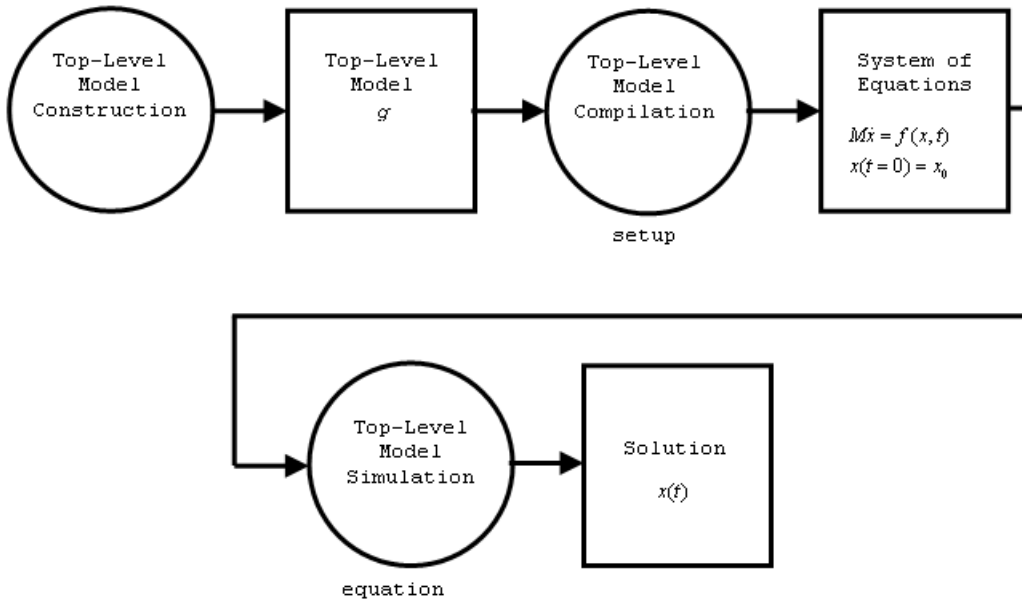 Top-Level
Model
Construction
Top-Level
Model
g
Top-Level
Model
Compilation
setup
System of
Equations
Mẋ = f(x,t)
x(t = 0) = x₀
Top-Level
Model
Simulation
equation
Solution
x(t)